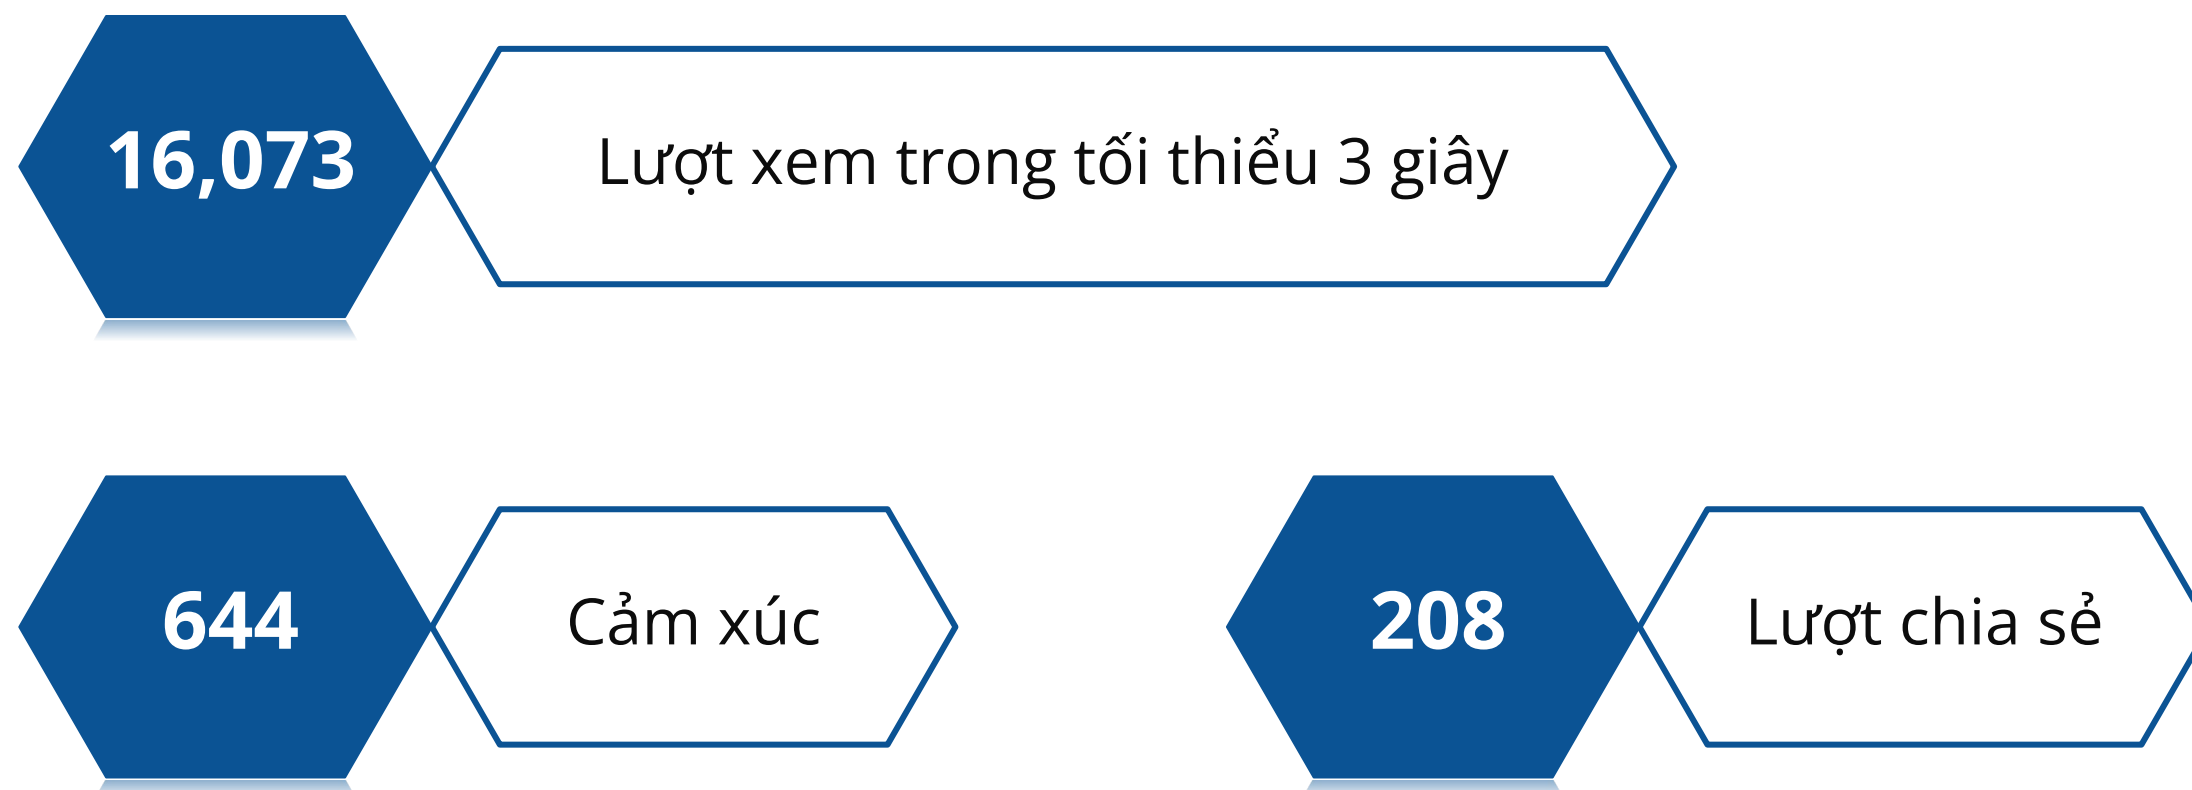 16,073
Lượt xem trong tối thiểu 3 giây
644
Cảm xúc
208
Lượt chia sẻ